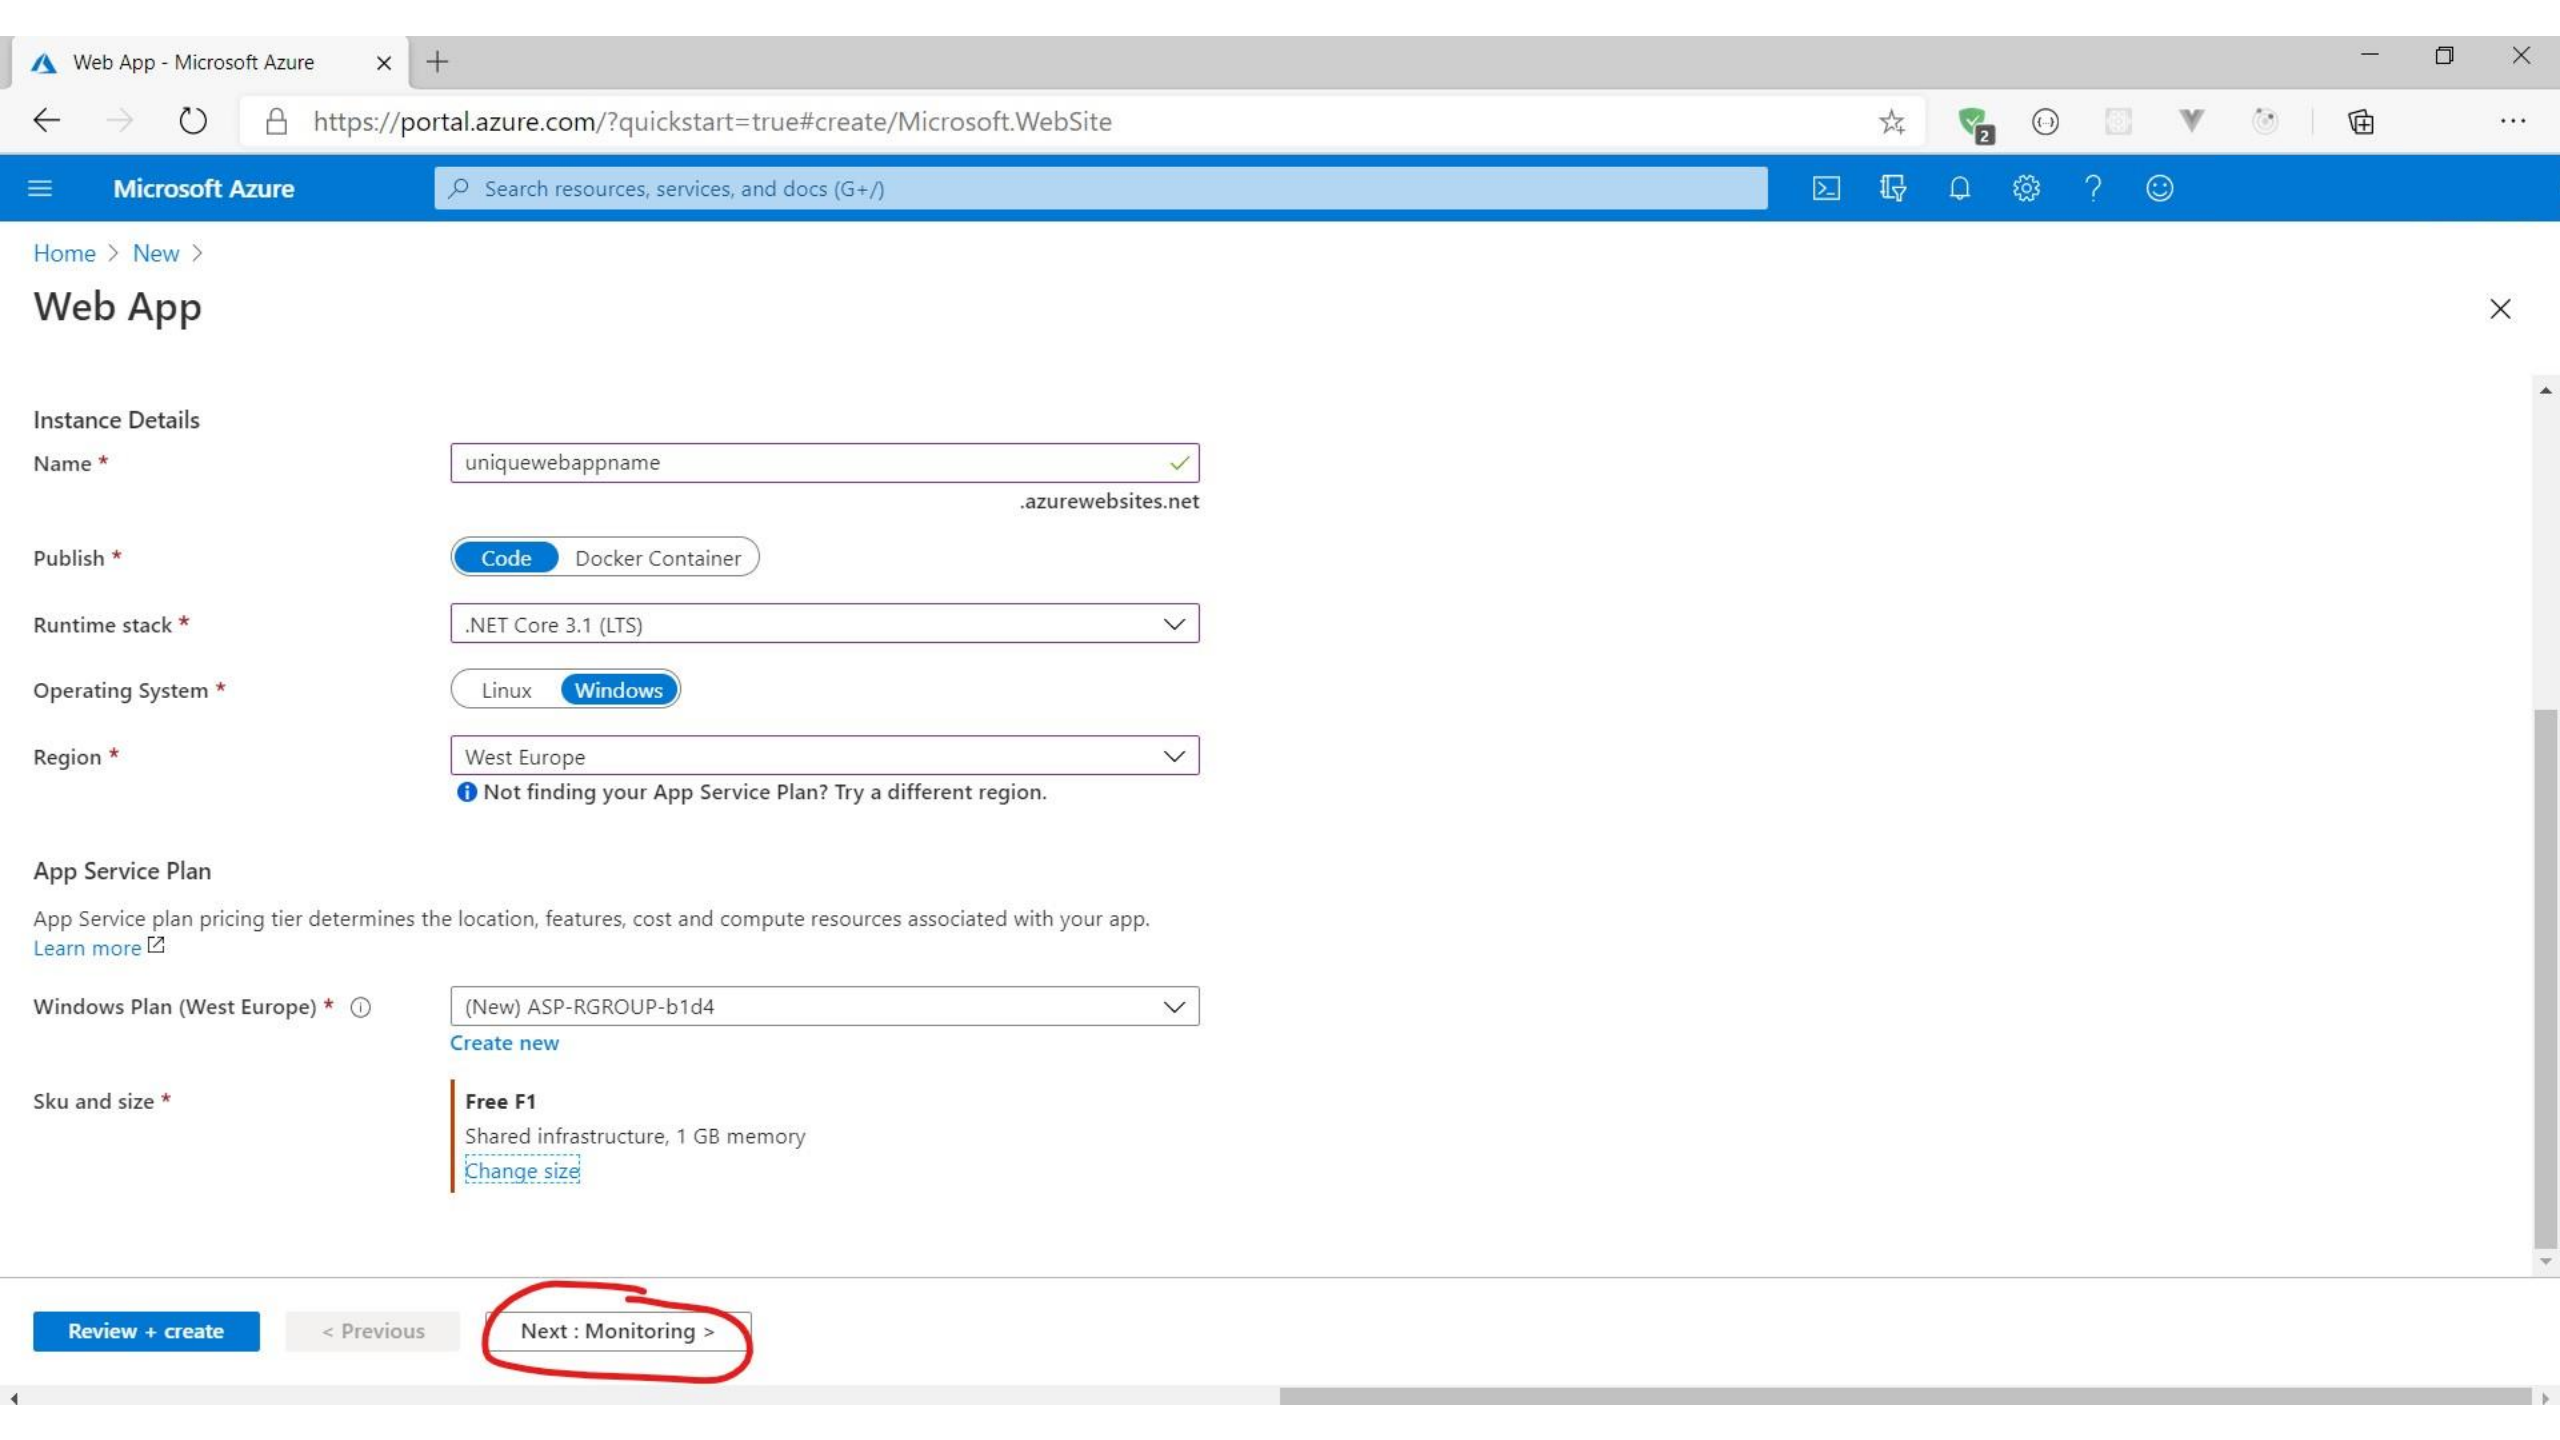 Web App - Microsoft Azure
https://portal.azure.com/?quickstart=true#create/Microsoft.WebSite
2
Microsoft Azure
Search resources, services, and docs (G+/)
Home > New >
Web App
Instance Details
Name *
uniquewebappname
.azurewebsites.net
Publish *
Code Docker Container
Runtime stack *
.NET Core 3.1 (LTS)
Operating System *
Linux Windows
Region *
West Europe
Not finding your App Service Plan? Try a different region.
App Service Plan
App Service plan pricing tier determines the location, features, cost and compute resources associated with your app.
Learn more
Windows Plan (West Europe) *
(New) ASP-RGROUP-b1d4
Create new
Sku and size *
Free F1
Shared infrastructure, 1 GB memory
Change size
Review + create < Previous Next : Monitoring >